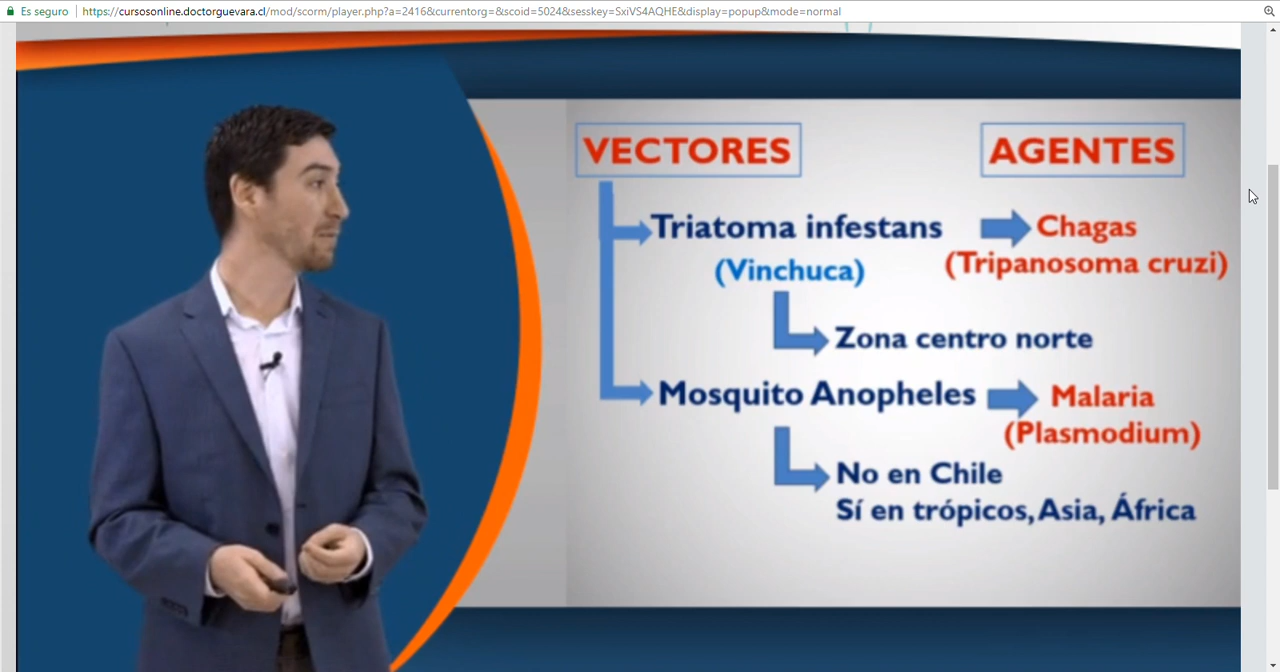 Es seguro
https://cursosonline.doctorguevara.cl/mod/scorm/player.php?a=2416&currentorg=&scoid=5024&sesskey=SxiVS4AQHE&display=popup&mode=normal
VECTORES
AGENTES
Triatoma infestans
Chagas
(Vinchuca)
(Tripanosoma cruzi)
Zona centro norte
Mosquito Anopheles
Malaria
(Plasmodium)
No en Chile
Sí en trópicos, Asia, África